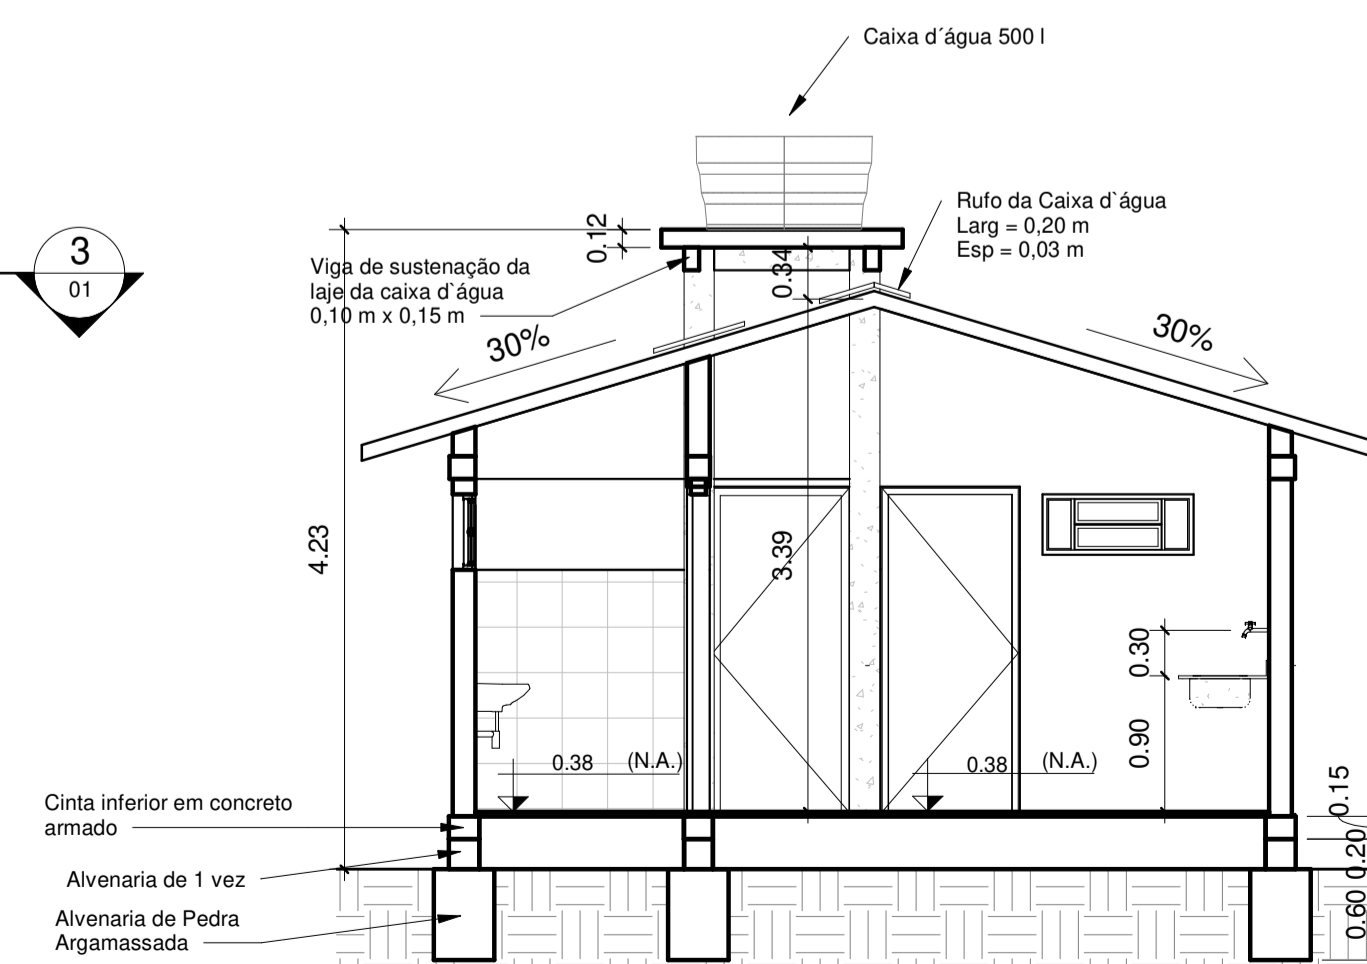 Caixa d´água 500 l
Rufo da Caixa d`água
Larg = 0,20 m
Esp = 0,03 m
0.12
3
01
Viga de sustenação da
laje da caixa d`água
0,10 m x 0,15 m
0.34
30%
30%
4.23
3.39
0.30
0.90
0.38 (N.A.)
0.38 (N.A.)
Cinta inferior em concreto
armado
0.15
0.20
Alvenaria de 1 vez
Alvenaria de Pedra
Argamassada
0.60